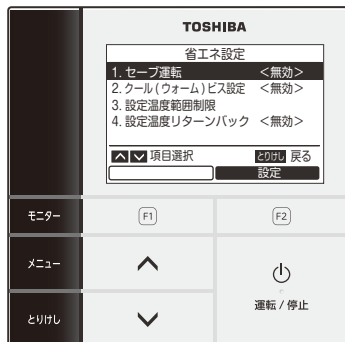 TOSHIBA
省エネ設定
1. セーブ運転 <無効>
2. クール(ウォーム)ビズ設定 <無効>
3. 設定温度範囲制限
4. 設定温度リターンバック <無効>
項目選択 とりけし 戻る
設定
モニター F1 F2
メニュー
運転 / 停止
とりけし